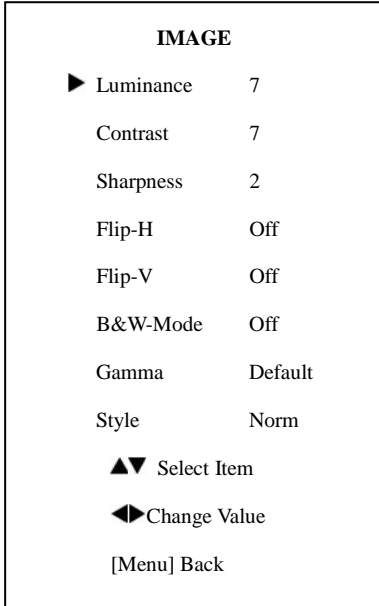 IMAGE
▶ Luminance 7
Contrast 7
Sharpness 2
Flip-H Off
Flip-V Off
B&W-Mode Off
Gamma Default
Style Norm
▲▼ Select Item
◀▶Change Value
[Menu] Back